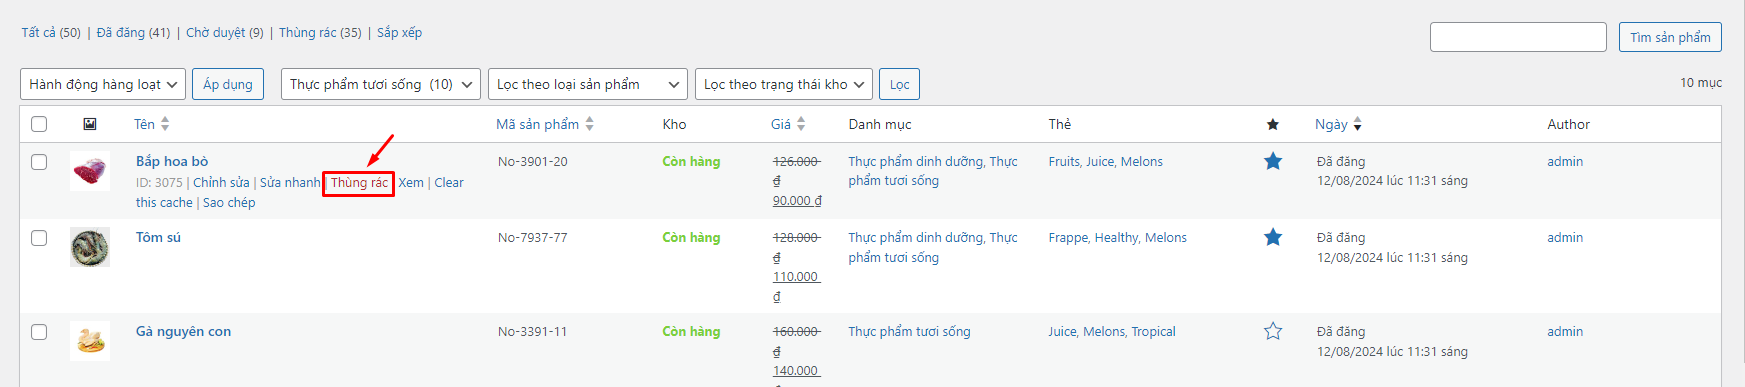 Tất cả (50) | Đã đăng (41) | Chờ duyệt (9) | Thùng rác (35) | Sắp xếp
Tìm sản phẩm
Hành động hàng loạt Áp dụng Thực phẩm tươi sống (10) Lọc theo loại sản phẩm Lọc theo trạng thái kho Lọc 10 mục
Tên Mã sản phẩm Kho Giá Danh mục Thẻ Ngày Author
Bắp hoa bò No-3901-20 Còn hàng 126.000 Thực phẩm dinh dưỡng, Thực Fruits, Juice, Melons Đã đăng admin
ID: 3075 | Chỉnh sửa | Sửa nhanh | Thùng rác | Xem | Clear ₫ phẩm tươi sống 12/08/2024 lúc 11:31 sáng
this cache | Sao chép 90.000 ₫
Tôm sú No-7937-77 Còn hàng 128.000 Thực phẩm dinh dưỡng, Thực Frappe, Healthy, Melons Đã đăng admin
₫ phẩm tươi sống 12/08/2024 lúc 11:31 sáng
110.000
₫
Gà nguyên con No-3391-11 Còn hàng 160.000 Thực phẩm tươi sống Juice, Melons, Tropical Đã đăng admin
₫ 12/08/2024 lúc 11:31 sáng
140.000